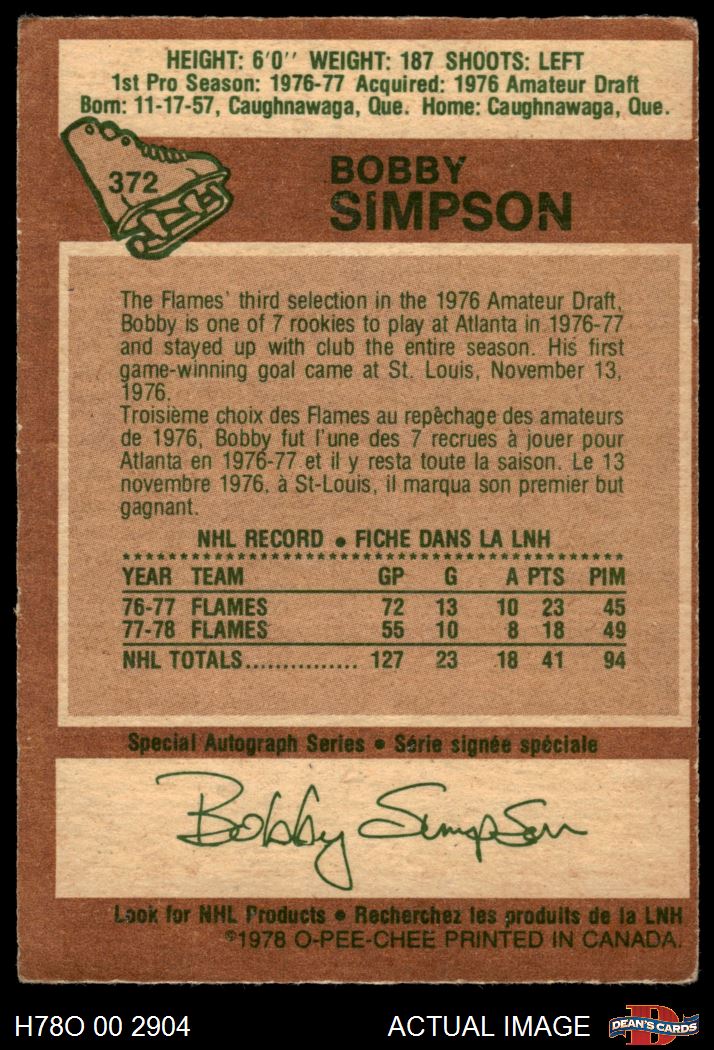 HEIGHT: 6'0'' WEIGHT: 187 SHOOTS: LEFT
1st Pro Season: 1976-77 Acquired: 1976 Amateur Draft
Born: 11-17-57, Caughnawaga, Que. Home: Caughnawaga, Que.
372
BOBBY
SIMPSON
The Flames' third selection in the 1976 Amateur Draft,
Bobby is one of 7 rookies to play at Atlanta in 1976-77
and stayed up with club the entire season. His first
game-winning goal came at St. Louis, November 13,
1976.
Troisième choix des Flames au repêchage des amateurs
de 1976, Bobby fut l'une des 7 recrues à jouer pour
Atlanta en 1976-77 et il y resta toute la saison. Le 13
novembre 1976, à St-Louis, il marqua son premier but
gagnant.
NHL RECORD • FICHE DANS LA LNH
YEAR TEAM GP G A PTS PIM
76-77 FLAMES 72 13 10 23 45
77-78 FLAMES 55 10 8 18 49
NHL TOTALS............... 127 23 18 41 94
Special Autograph Series • Série signée spéciale
Bobby Simpson
Look for NHL Products • Recherchez les produits de la LNH
©1978 O-PEE-CHEE PRINTED IN CANADA.
H78O 00 2904
ACTUAL IMAGE
D
DEAN'S CARDS